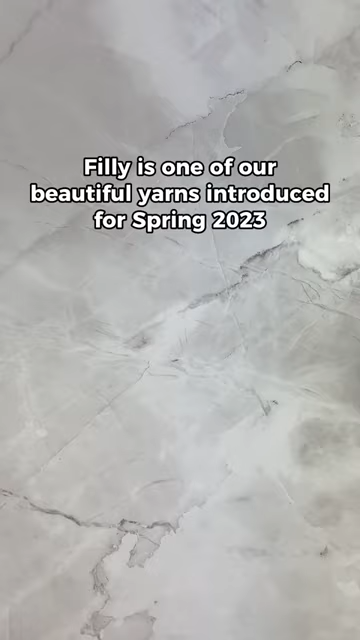 Filly is one of our
beautiful yarns introduced
for Spring 2023